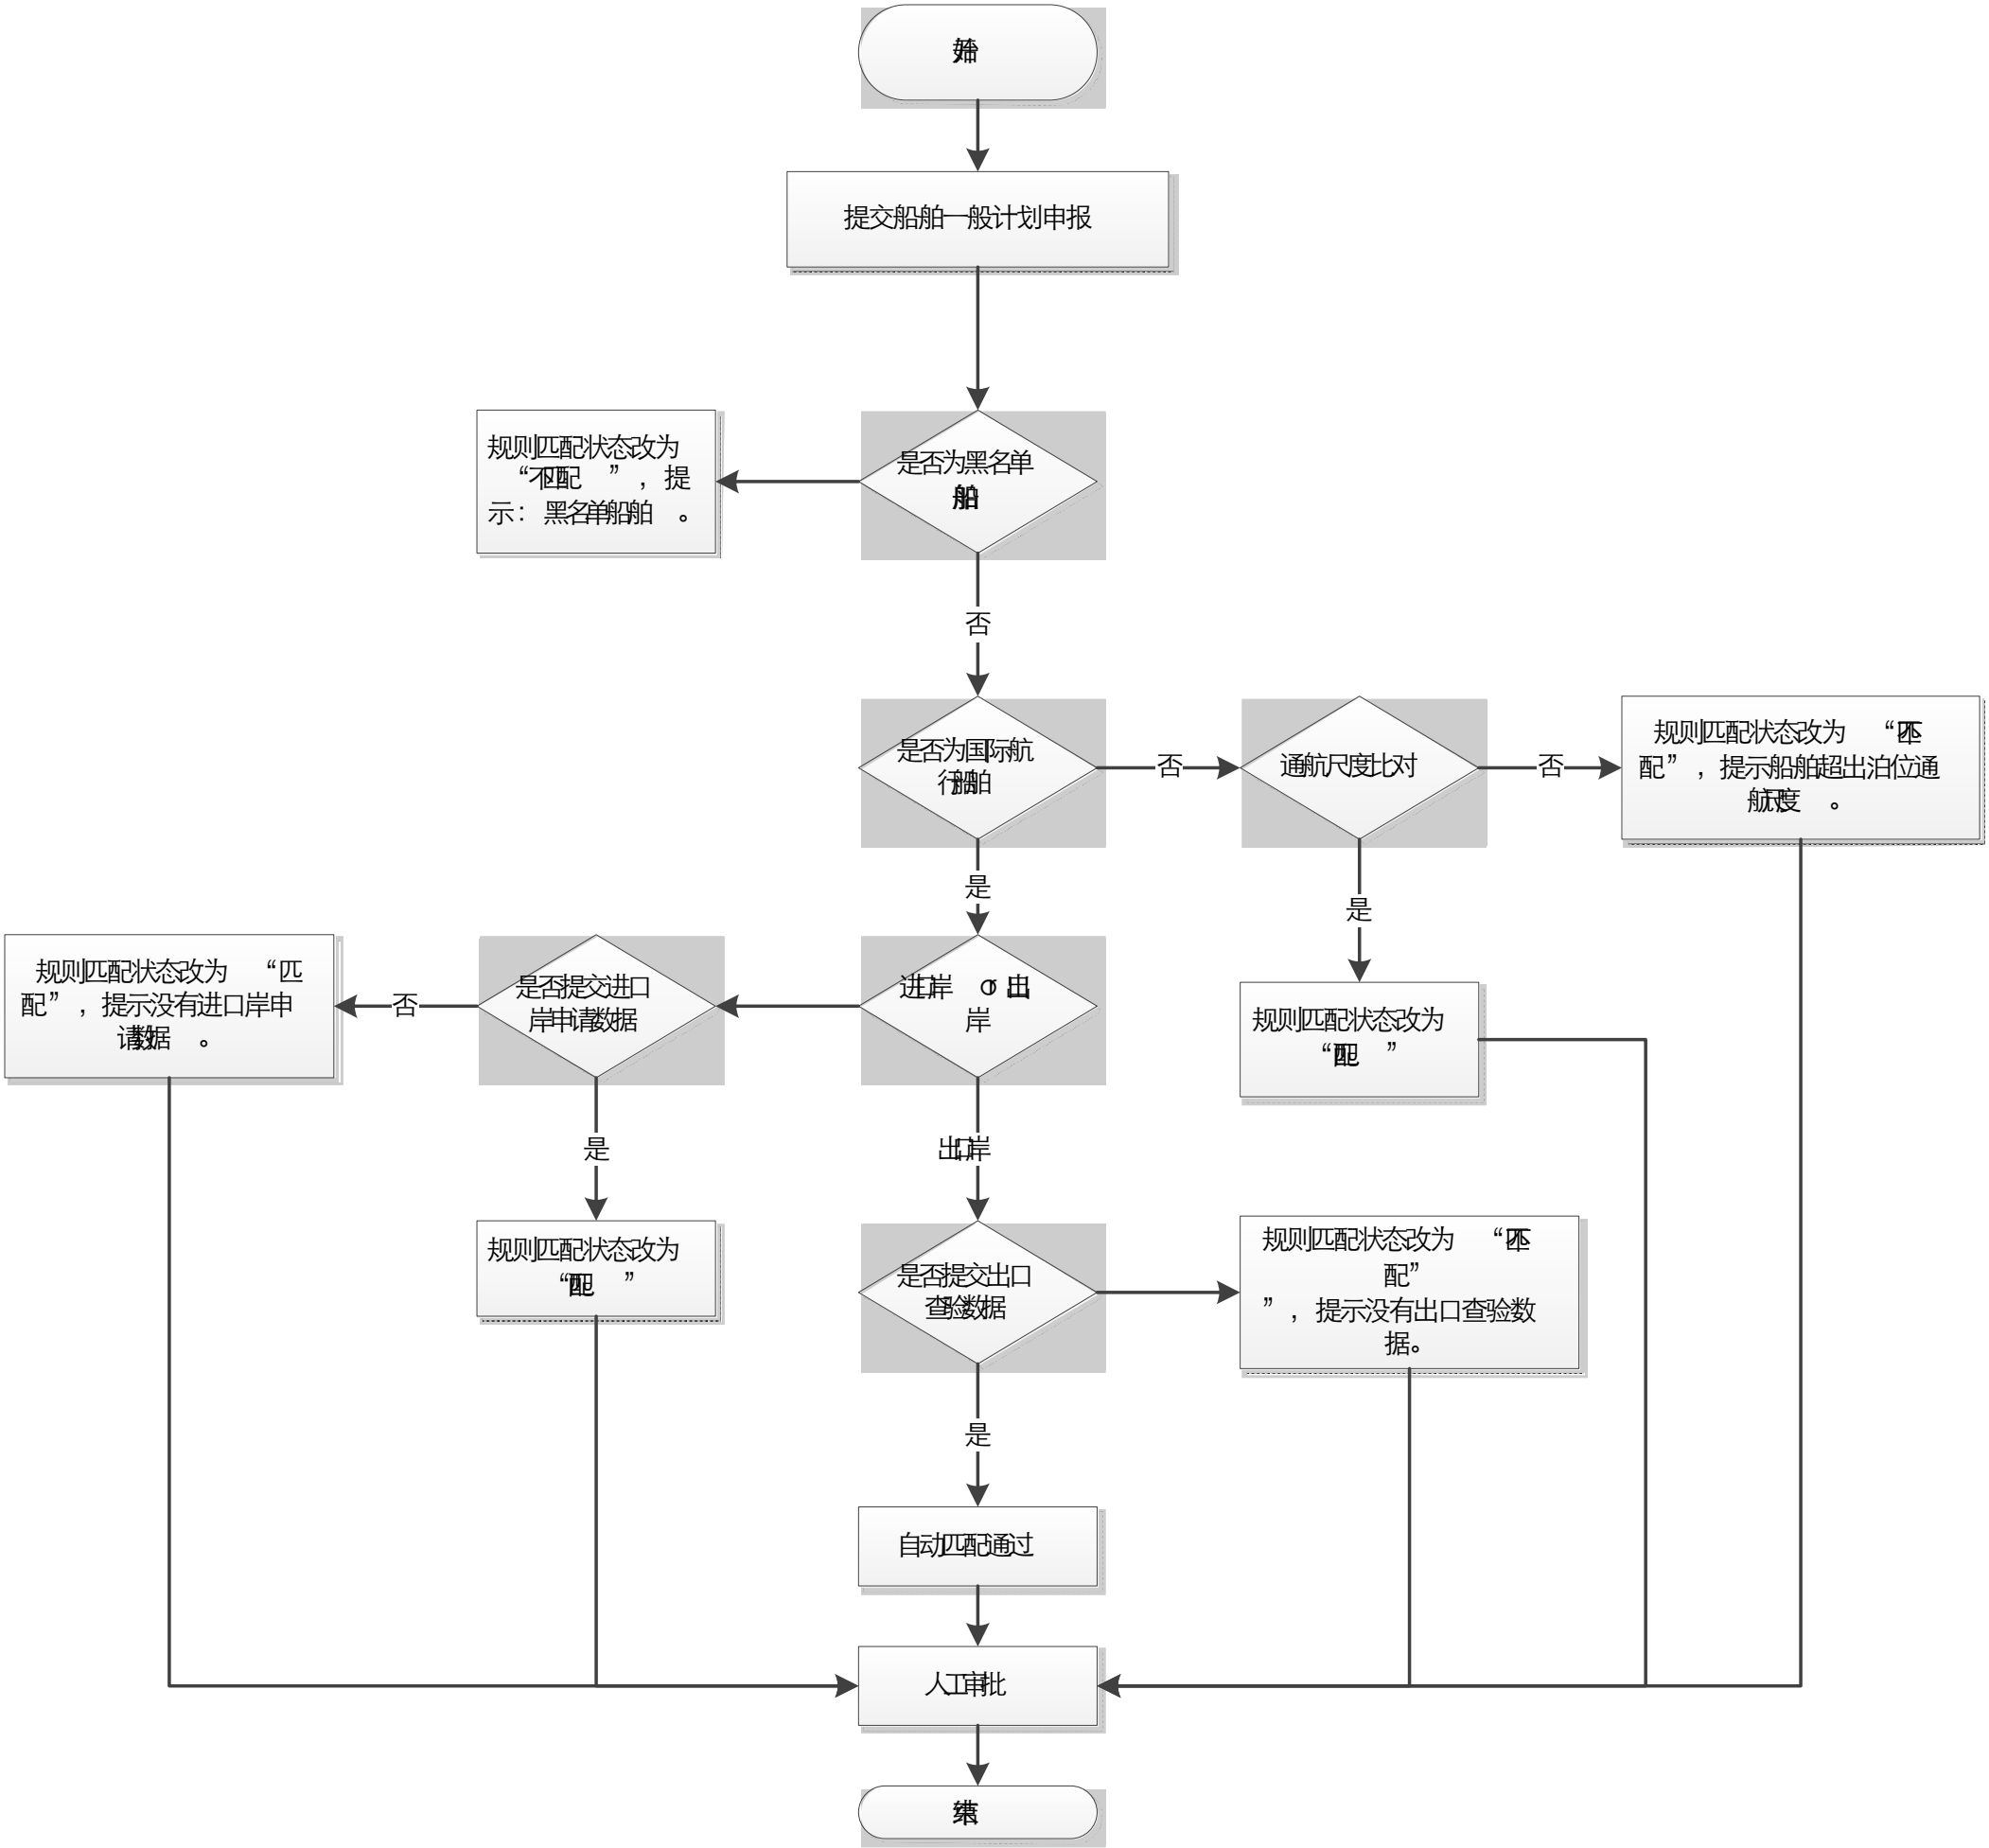 开始
提交船舶一般计划申报
规则匹配状态改为
“不匹配”，提
示：黑名单船舶。
是否为黑名单
船舶
否
是否为国际航
行船舶
否
通航尺度比对
否
规则匹配状态改为“不匹
配”，提示船舶超出泊位通
航尺度。
是
是
规则匹配状态改为“匹
配”，提示没有进口岸申
请数据。
否
是否提交进口
岸申请数据
进口岸or出口
岸
规则匹配状态改为
“匹配”
是
出口岸
规则匹配状态改为
“匹配”
是否提交出口
查验数据
规则匹配状态改为“不匹
配”
”，提示没有出口查验数
据。
是
自动匹配通过
人工审批
结束